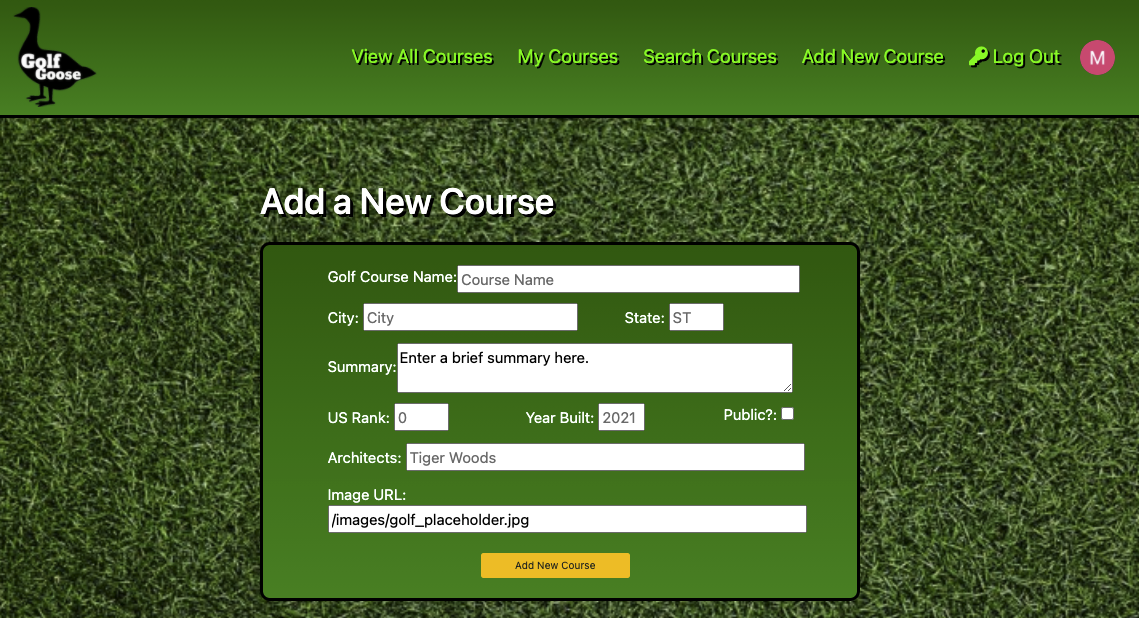 Golf
Goose
View All Courses My Courses Search Courses Add New Course Log Out M
Add a New Course
Golf Course Name: Course Name
City: City State: ST
Summary: Enter a brief summary here.
US Rank: 0 Year Built: 2021 Public?:
Architects: Tiger Woods
Image URL:
/images/golf_placeholder.jpg
Add New Course